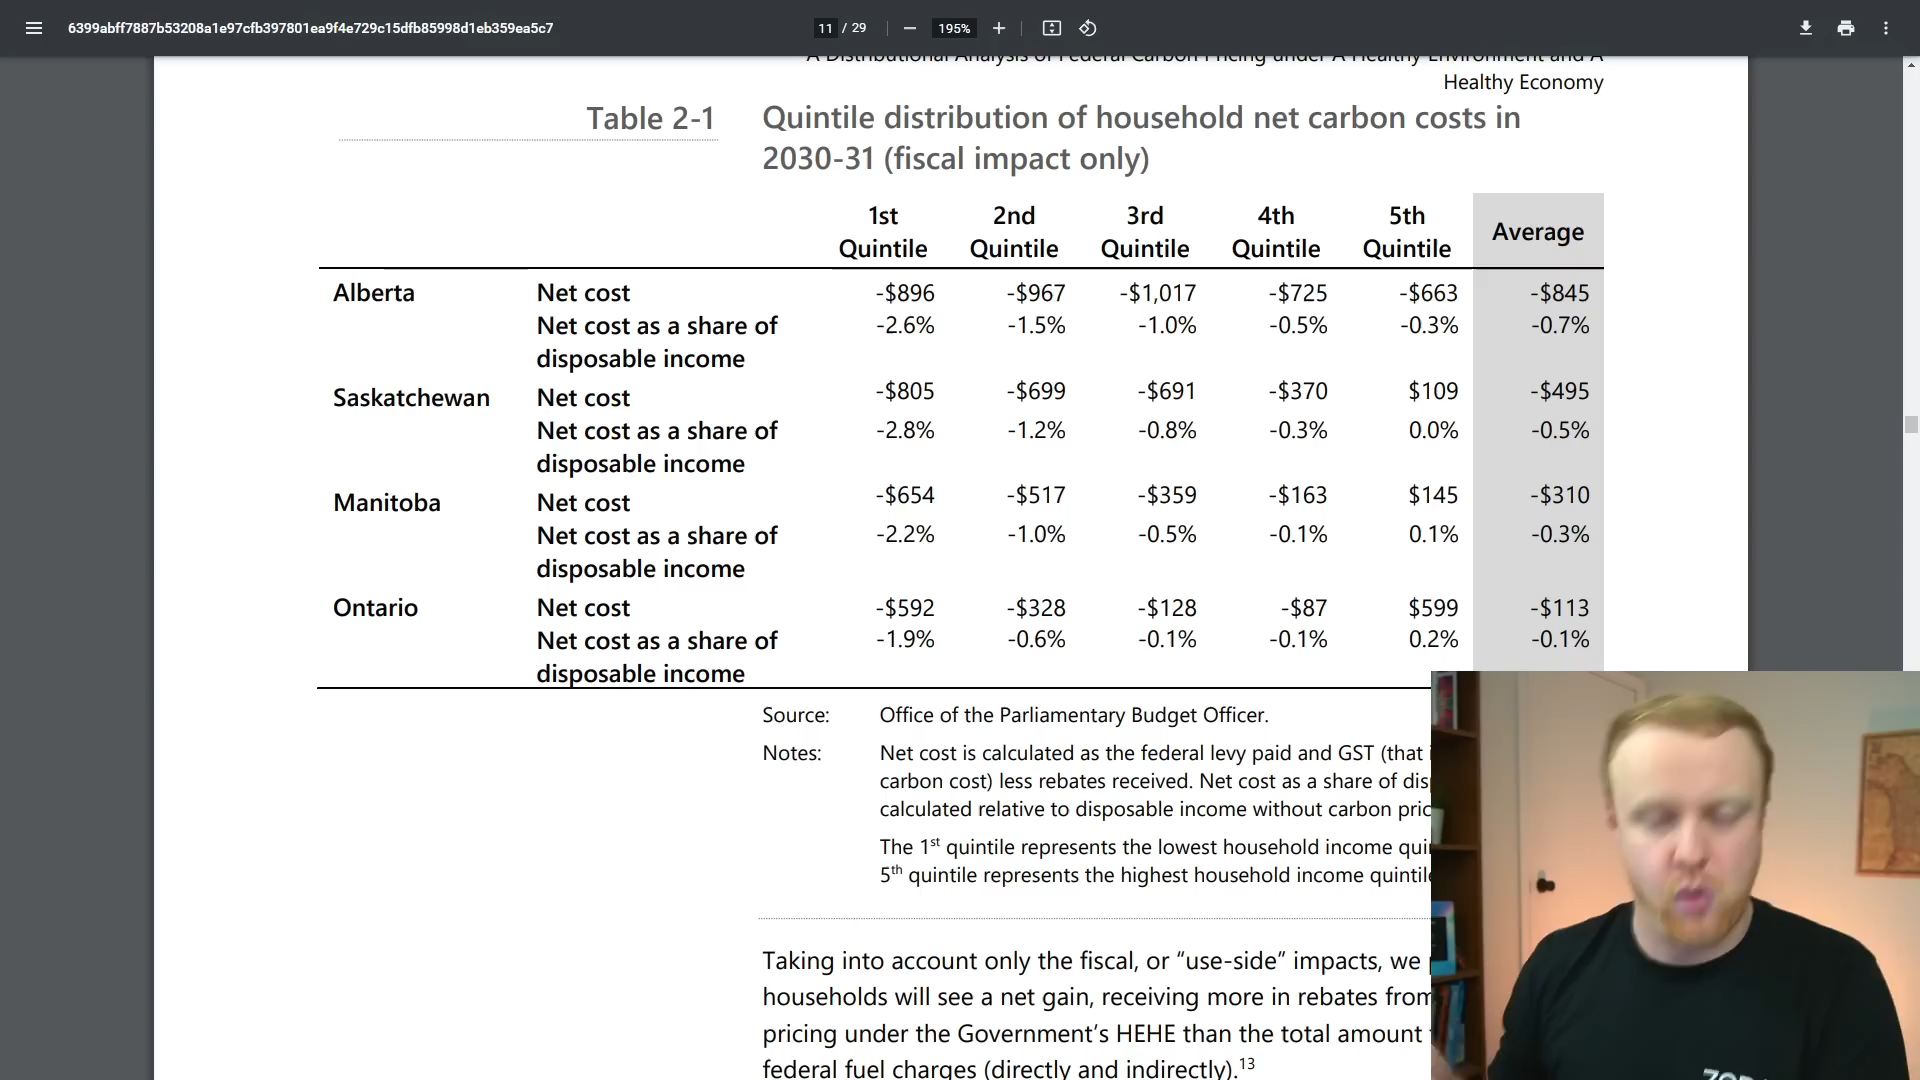 6399abff7887b53208a1e97cfb397801ea9f4e729c15dfb85998d1eb359ea5c7 11 / 29 195%
A Distributional Analysis of Federal Carbon Pricing under A Healthy Environment and A
Healthy Economy
Table 2-1 Quintile distribution of household net carbon costs in
2030-31 (fiscal impact only)
1st 2nd 3rd 4th 5th Average
Quintile Quintile Quintile Quintile Quintile
Alberta Net cost -$896 -$967 -$1,017 -$725 -$663 -$845
Net cost as a share of -2.6% -1.5% -1.0% -0.5% -0.3% -0.7%
disposable income
Saskatchewan Net cost -$805 -$699 -$691 -$370 $109 -$495
Net cost as a share of -2.8% -1.2% -0.8% -0.3% 0.0% -0.5%
disposable income
Manitoba Net cost -$654 -$517 -$359 -$163 $145 -$310
Net cost as a share of -2.2% -1.0% -0.5% -0.1% 0.1% -0.3%
disposable income
Ontario Net cost -$592 -$328 -$128 -$87 $599 -$113
Net cost as a share of -1.9% -0.6% -0.1% -0.1% 0.2% -0.1%
disposable income
Source: Office of the Parliamentary Budget Officer.
Notes: Net cost is calculated as the federal levy paid and GST (that
carbon cost) less rebates received. Net cost as a share of
calculated relative to disposable income without carbon
The 1st quintile represents the lowest household income
5th quintile represents the highest household income
Taking into account only the fiscal, or “use-side” impacts, we
households will see a net gain, receiving more in rebates from
pricing under the Government’s HEHE than the total amount
federal fuel charges (directly and indirectly).13